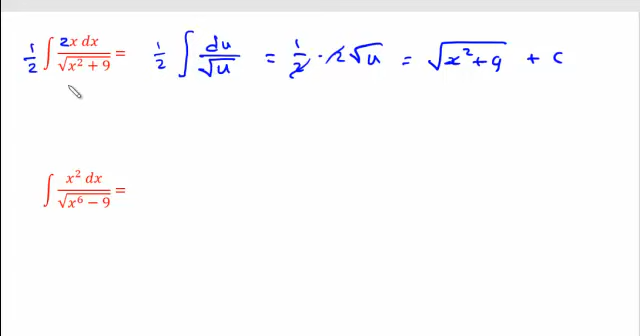 ½ ∫ 2x dx / √(x² + 9) = ½ ∫ du / √u = ½ · 2√u = √(x² + 9) + c
∫ x² dx / √(x⁶ − 9) =